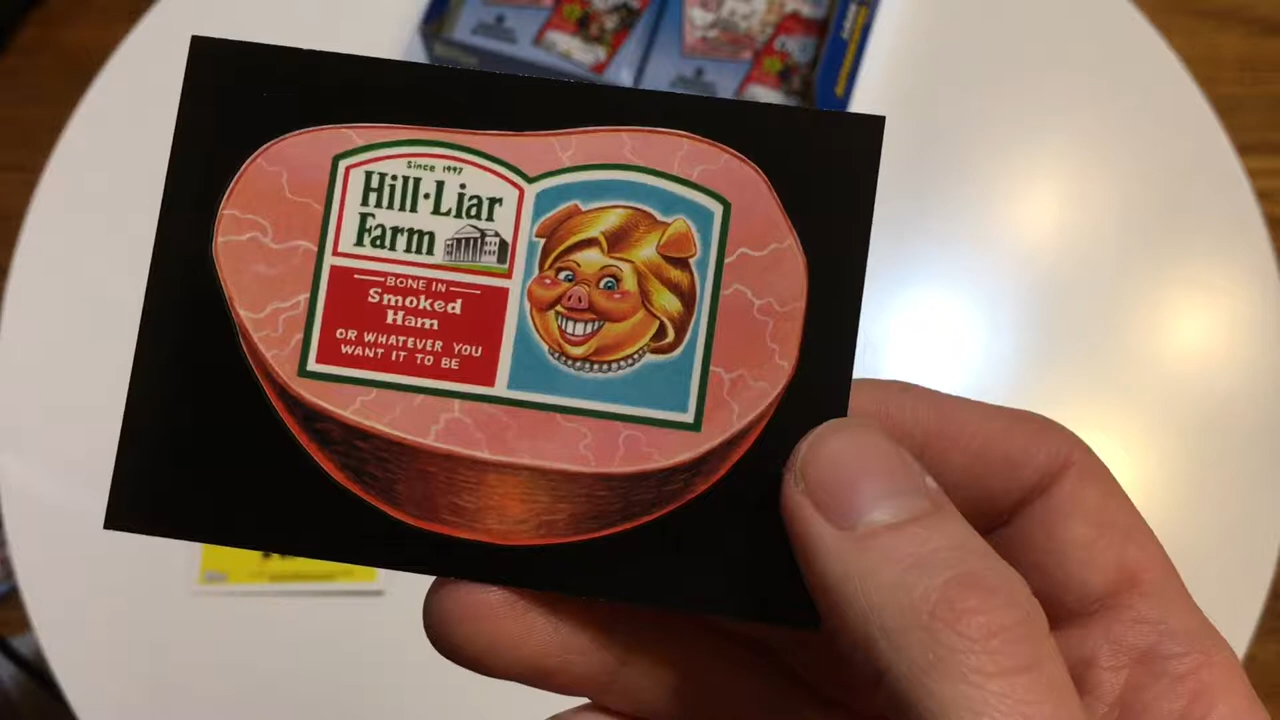 Since 1997
Hill·Liar
Farm
BONE IN
Smoked
Ham
OR WHATEVER YOU
WANT IT TO BE